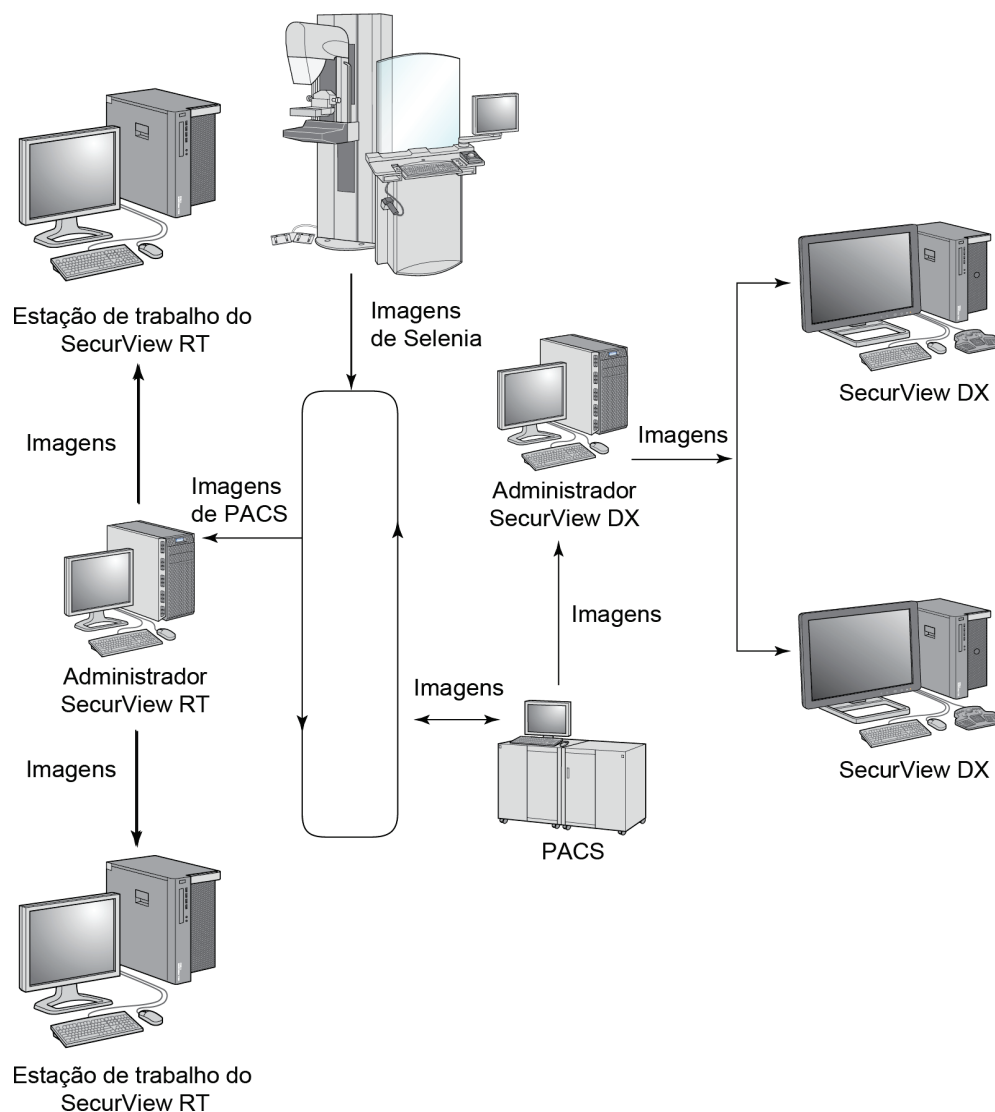 Estação de trabalho do
SecurView RT
Imagens
de Selenia
SecurView DX
Imagens
Imagens
Imagens
de PACS
Administrador
SecurView DX
Imagens
Administrador
SecurView RT
Imagens
Imagens
SecurView DX
PACS
Estação de trabalho do
SecurView RT